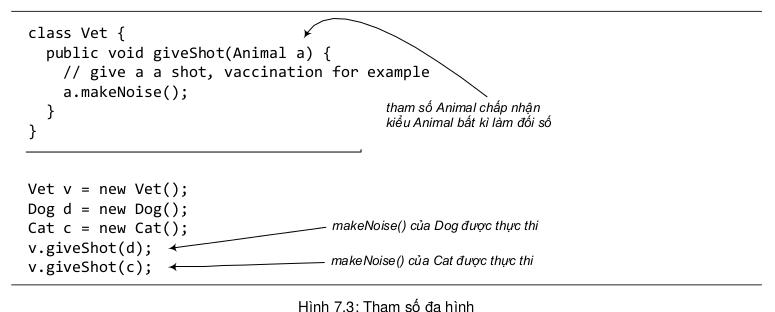 class Vet {
public void giveShot(Animal a) {
// give a a shot, vaccination for example
a.makeNoise();
}
}
tham số Animal chấp nhận
kiểu Animal bất kì làm đối số
Vet v = new Vet();
Dog d = new Dog();
Cat c = new Cat();
v.giveShot(d);
v.giveShot(c);
makeNoise() của Dog được thực thi
makeNoise() của Cat được thực thi
Hình 7.3: Tham số đa hình